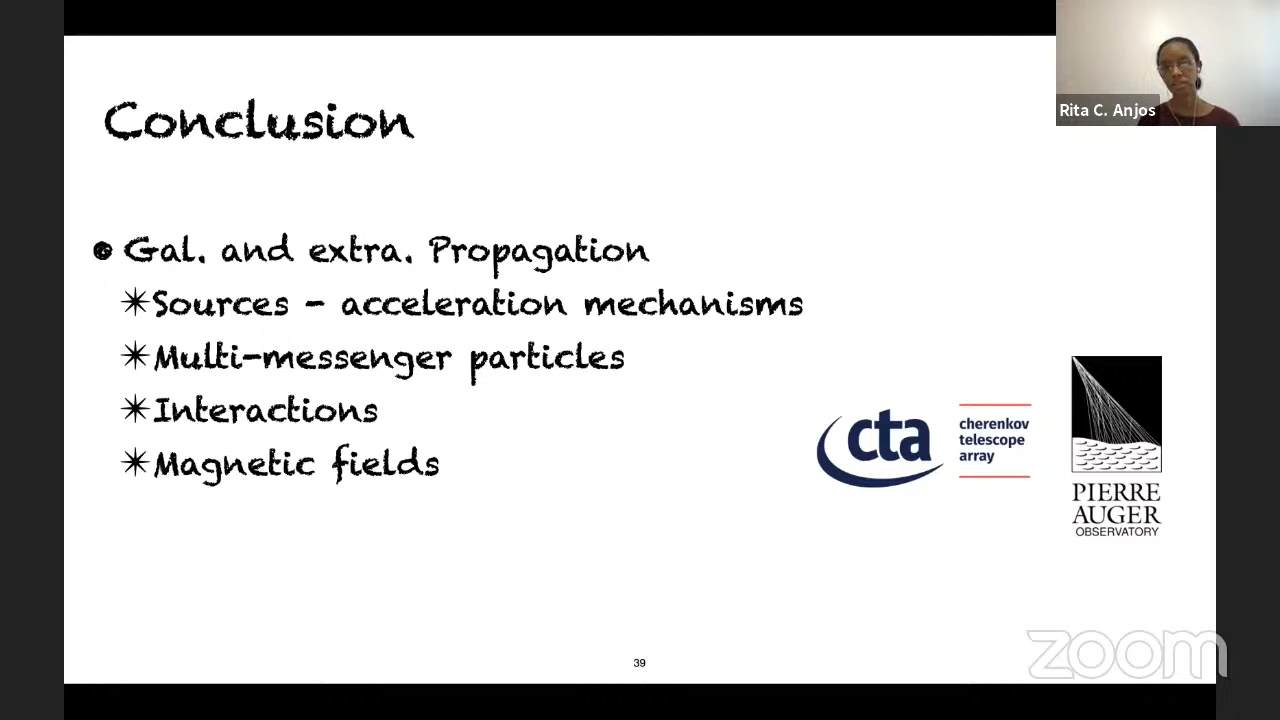 Conclusion
Rita C. Anjos
Gal. and extra. Propagation
Sources - acceleration mechanisms
Multi-messenger particles
Interactions
Magnetic fields
cta
cherenkov
telescope
array
PIERRE
AUGER
OBSERVATORY
39
zoom